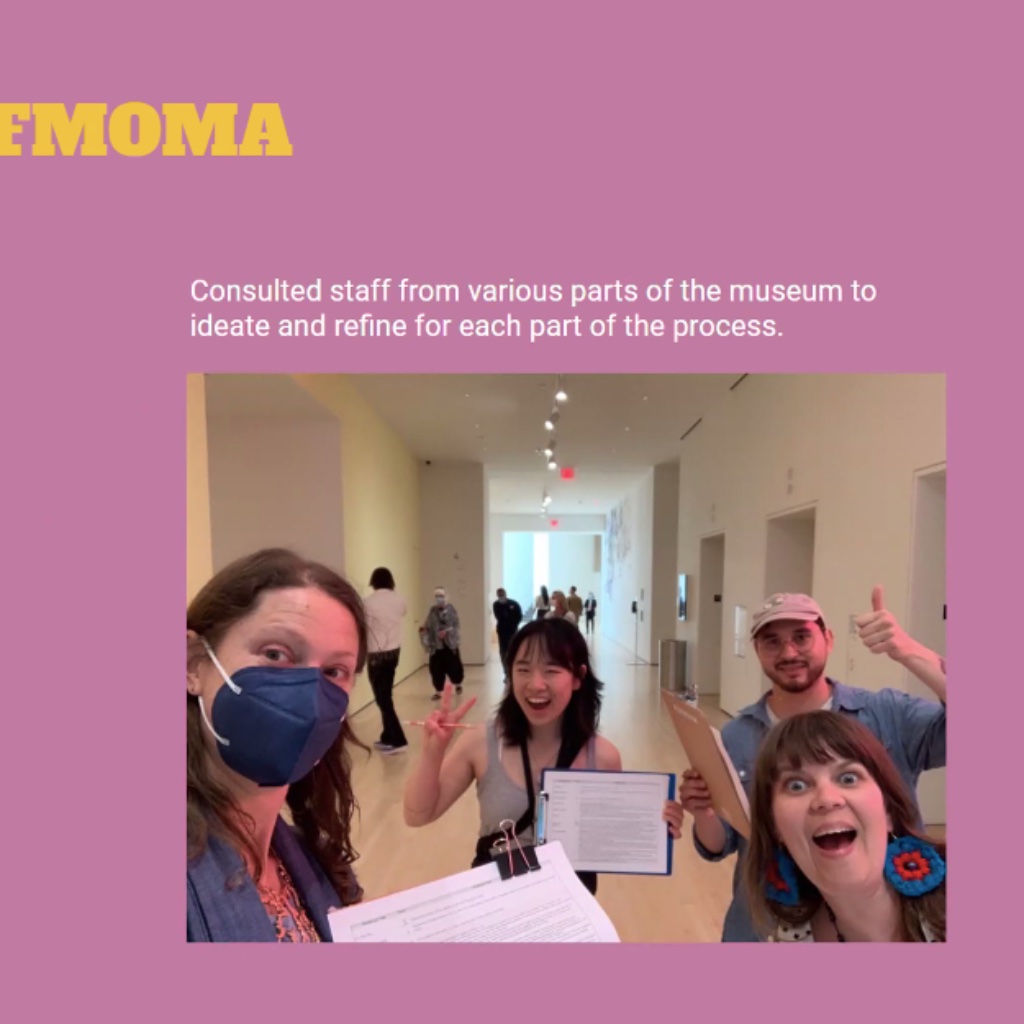 FMOMA
Consulted staff from various parts of the museum to
ideate and refine for each part of the process.